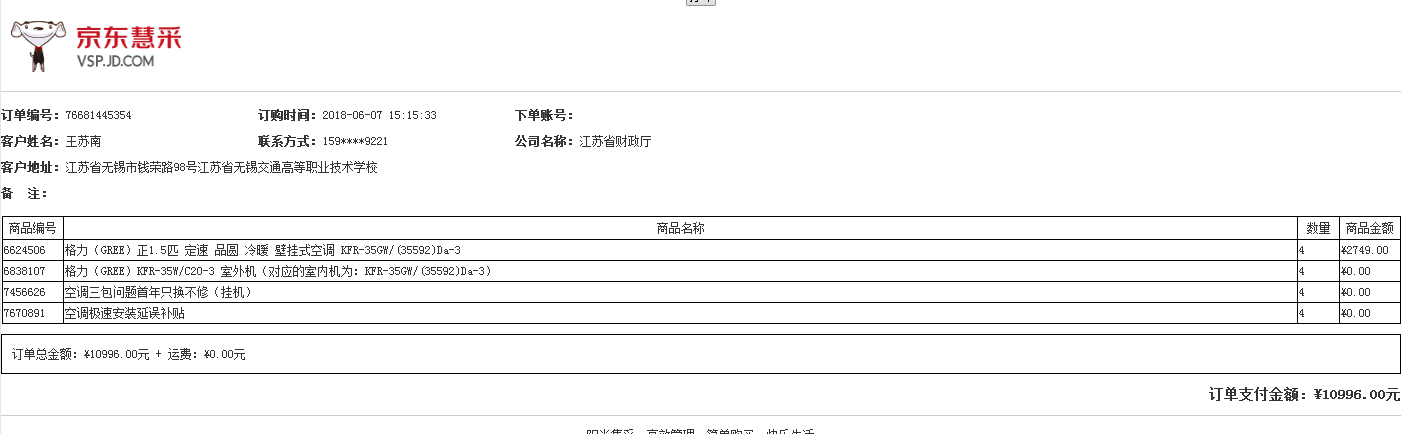 京东慧采
VSP.JD.COM
订单编号：76681445354 订购时间：2018-06-07 15:15:33 下单账号：
客户姓名：王苏南 联系方式：159****9221 公司名称：江苏省财政厅
客户地址：江苏省无锡市钱荣路98号江苏省无锡交通高等职业技术学校
备 注：
商品编号 商品名称 数量 商品金额
6624506 格力（GREE）正1.5匹 定速 品圆 冷暖 壁挂式空调 KFR-35GW/(35592)Da-3 4 ¥2749.00
6838107 格力（GREE）KFR-35W/C20-3 室外机（对应的室内机为：KFR-35GW/(35592)Da-3） 4 ¥0.00
7456626 空调三包问题首年只换不修（挂机） 4 ¥0.00
7670891 空调极速安装延误补贴 4 ¥0.00
订单总金额：¥10996.00元 + 运费：¥0.00元
订单支付金额：¥10996.00元